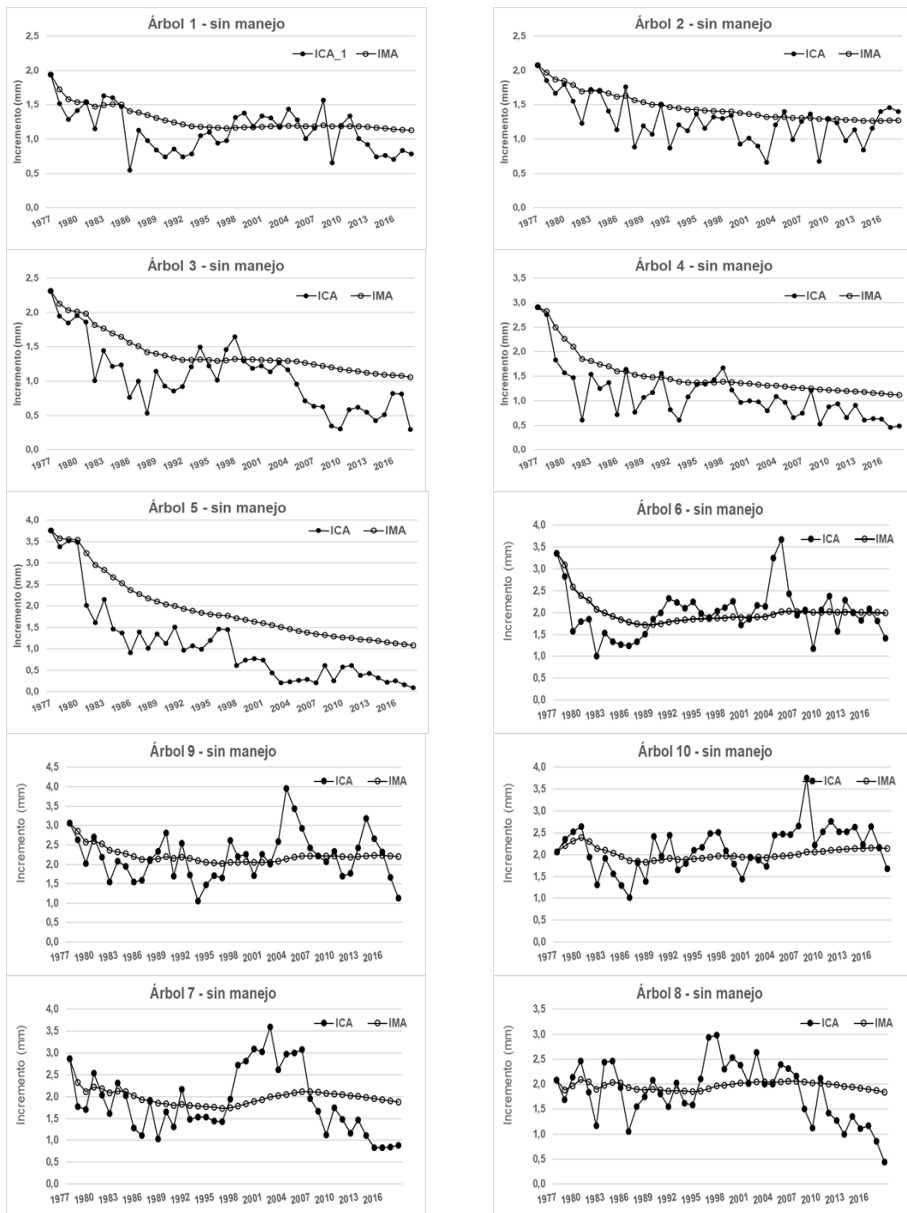 Árbol 1 - sin manejo
ICA_1 IMA
Incremento (mm)
2,5
2,0
1,5
1,0
0,5
0,0
1977 1980 1983 1986 1989 1992 1995 1998 2001 2004 2007 2010 2013 2016
Árbol 2 - sin manejo
ICA IMA
Incremento (mm)
2,5
2,0
1,5
1,0
0,5
0,0
1977 1980 1983 1986 1989 1992 1995 1998 2001 2004 2007 2010 2013 2016
Árbol 3 - sin manejo
ICA IMA
Incremento (mm)
2,5
2,0
1,5
1,0
0,5
0,0
1977 1980 1983 1986 1989 1992 1995 1998 2001 2004 2007 2010 2013 2016
Árbol 4 - sin manejo
ICA IMA
Incremento (mm)
3,5
3,0
2,5
2,0
1,5
1,0
0,5
0,0
1977 1980 1983 1986 1989 1992 1995 1998 2001 2004 2007 2010 2013 2016
Árbol 5 - sin manejo
ICA IMA
Incremento (mm)
4,0
3,5
3,0
2,5
2,0
1,5
1,0
0,5
0,0
1977 1980 1983 1986 1989 1992 1995 1998 2001 2004 2007 2010 2013 2016
Árbol 6 - sin manejo
ICA IMA
Incremento (mm)
4,0
3,5
3,0
2,5
2,0
1,5
1,0
0,5
0,0
1977 1980 1983 1986 1989 1992 1995 1998 2001 2004 2007 2010 2013 2016
Árbol 9 - sin manejo
ICA IMA
Incremento (mm)
4,5
4,0
3,5
3,0
2,5
2,0
1,5
1,0
0,5
0,0
1977 1980 1983 1986 1989 1992 1995 1998 2001 2004 2007 2010 2013 2016
Árbol 10 - sin manejo
ICA IMA
Incremento (mm)
4,0
3,5
3,0
2,5
2,0
1,5
1,0
0,5
0,0
1977 1980 1983 1986 1989 1992 1995 1998 2001 2004 2007 2010 2013 2016
Árbol 7 - sin manejo
ICA IMA
Incremento (mm)
4,0
3,5
3,0
2,5
2,0
1,5
1,0
0,5
0,0
1977 1980 1983 1986 1989 1992 1995 1998 2001 2004 2007 2010 2013 2016
Árbol 8 - sin manejo
ICA IMA
Incremento (mm)
3,5
3,0
2,5
2,0
1,5
1,0
0,5
0,0
1977 1980 1983 1986 1989 1992 1995 1998 2001 2004 2007 2010 2013 2016